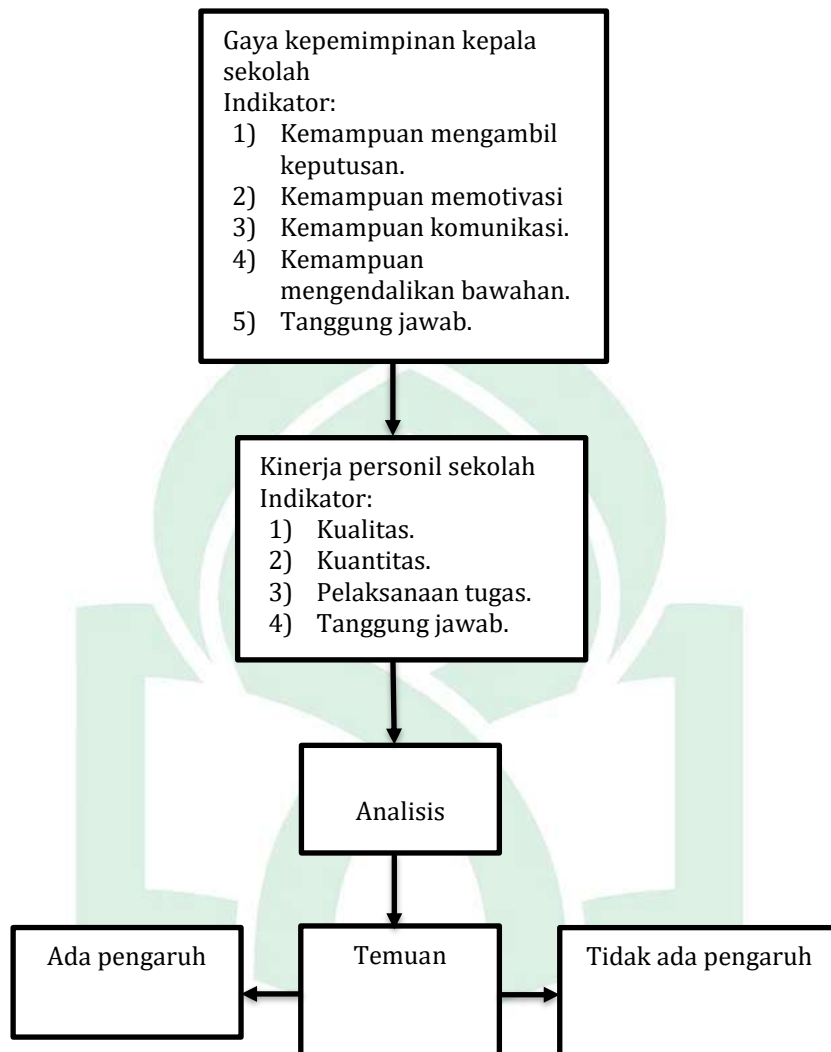 Gaya kepemimpinan kepala
sekolah
Indikator:
1) Kemampuan mengambil
keputusan.
2) Kemampuan memotivasi
3) Kemampuan komunikasi.
4) Kemampuan
mengendalikan bawahan.
5) Tanggung jawab.
Kinerja personil sekolah
Indikator:
1) Kualitas.
2) Kuantitas.
3) Pelaksanaan tugas.
4) Tanggung jawab.
Analisis
Ada pengaruh
Temuan
Tidak ada pengaruh